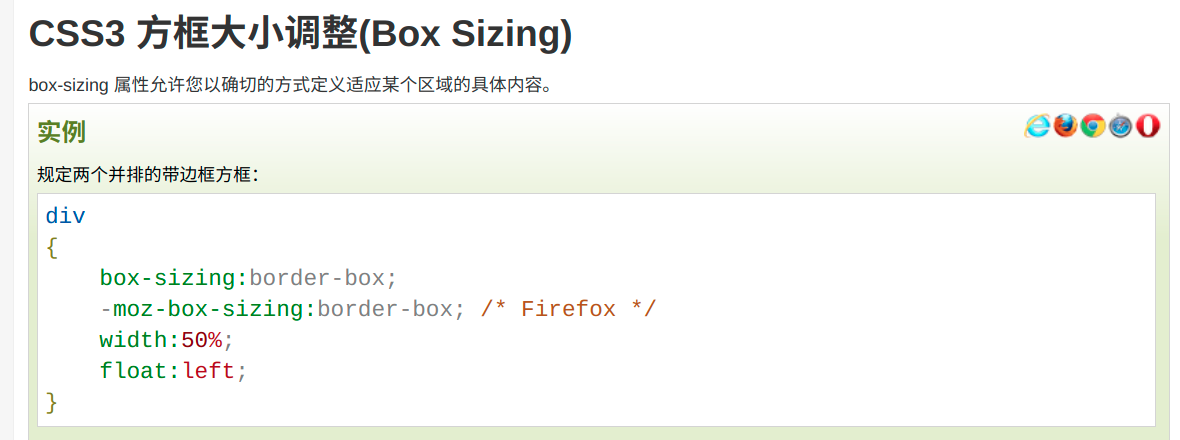 CSS3 方框大小调整(Box Sizing)
box-sizing 属性允许您以确切的方式定义适应某个区域的具体内容。
实例
规定两个并排的带边框方框：
div
{
    box-sizing:border-box;
    -moz-box-sizing:border-box; /* Firefox */
    width:50%;
    float:left;
}